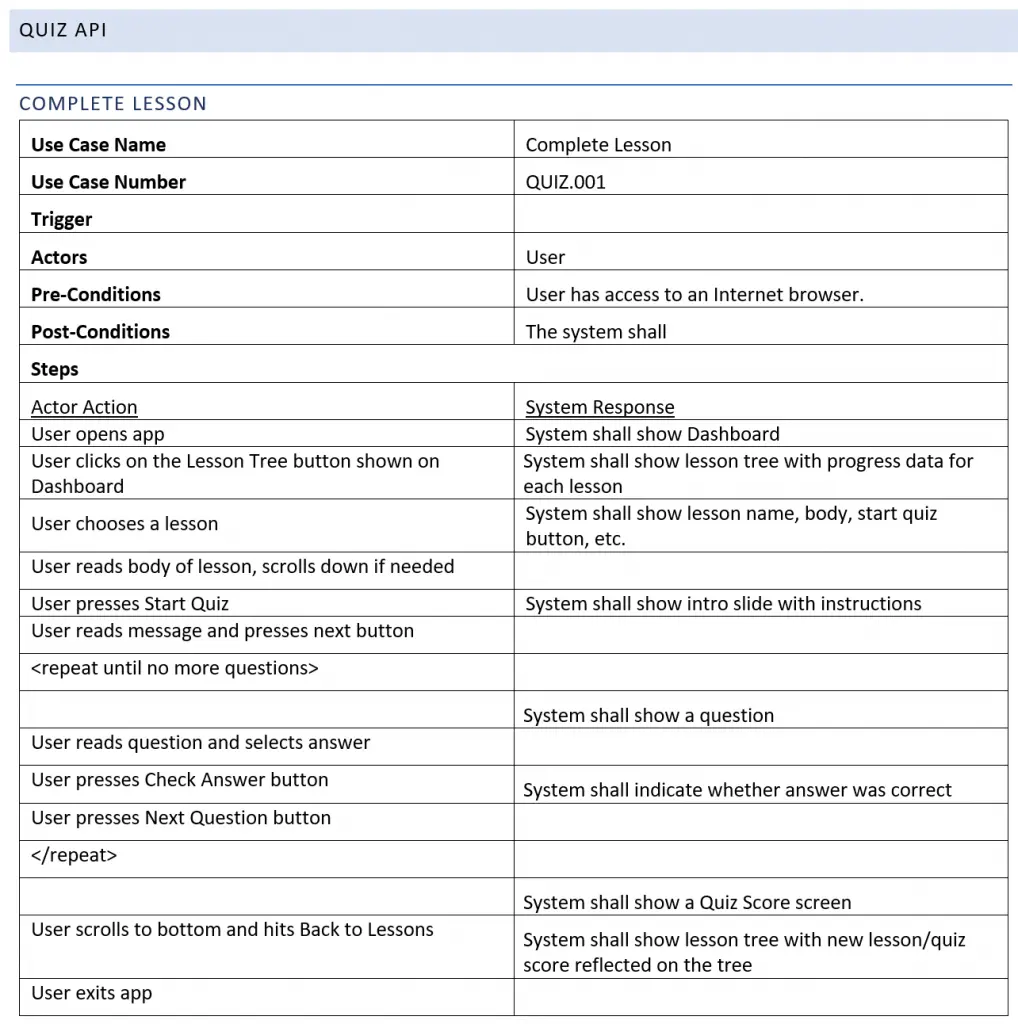 QUIZ API
COMPLETE LESSON
Use Case Name
Complete Lesson
Use Case Number
QUIZ.001
Trigger
Actors
User
Pre-Conditions
User has access to an Internet browser.
Post-Conditions
The system shall
Steps
Actor Action
System Response
User opens app
System shall show Dashboard
User clicks on the Lesson Tree button shown on
Dashboard
System shall show lesson tree with progress data for
each lesson
User chooses a lesson
System shall show lesson name, body, start quiz
button, etc.
User reads body of lesson, scrolls down if needed
User presses Start Quiz
System shall show intro slide with instructions
User reads message and presses next button
<repeat until no more questions>
System shall show a question
User reads question and selects answer
User presses Check Answer button
System shall indicate whether answer was correct
User presses Next Question button
</repeat>
System shall show a Quiz Score screen
User scrolls to bottom and hits Back to Lessons
System shall show lesson tree with new lesson/quiz
score reflected on the tree
User exits app